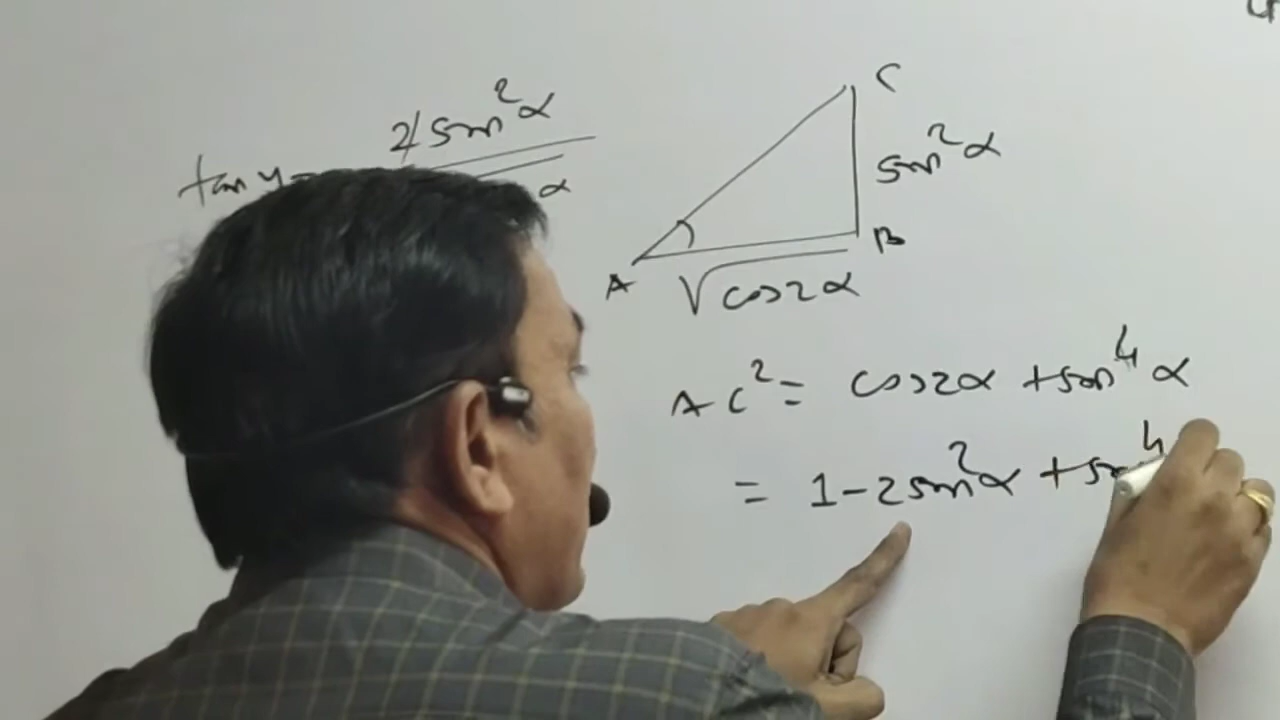 2 sin²α
tan y = α
C
sin²α
B
A
√cos2α
AC² = cos2α + sin⁴α
= 1 - 2sin²α + sin⁴